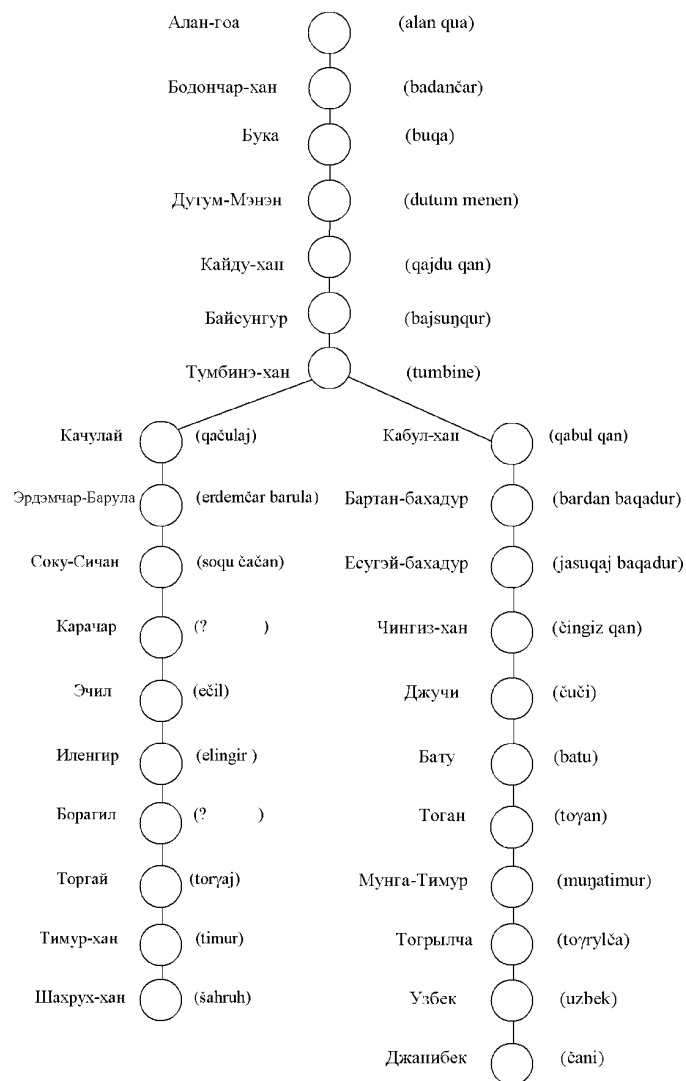 Алан-гоа (alan qua)
Бодончар-хан (badančar)
Бука (buqa)
Дутум-Мэнэн (dutum menen)
Кайду-хан (qajdu qan)
Байсунгур (bajsuŋqur)
Тумбинэ-хан (tumbine)
Качулай (qačulaj) Кабул-хан (qabul qan)
Эрдэмчар-Барула (erdemčar barula) Бартан-бахадур (bardan baqadur)
Соку-Сичан (soqu čačan) Есугэй-бахадур (jasuqaj baqadur)
Карачар (? ) Чингиз-хан (čingiz qan)
Эчил (ečil) Джучи (čuči)
Иленгир (elingir ) Бату (batu)
Борагил (? ) Тоган (toγan)
Торгай (torγaj) Мунга-Тимур (muŋatimur)
Тимур-хан (timur) Тогрылча (toγrylča)
Шахрух-хан (šahruh) Узбек (uzbek)
Джанибек (čani)